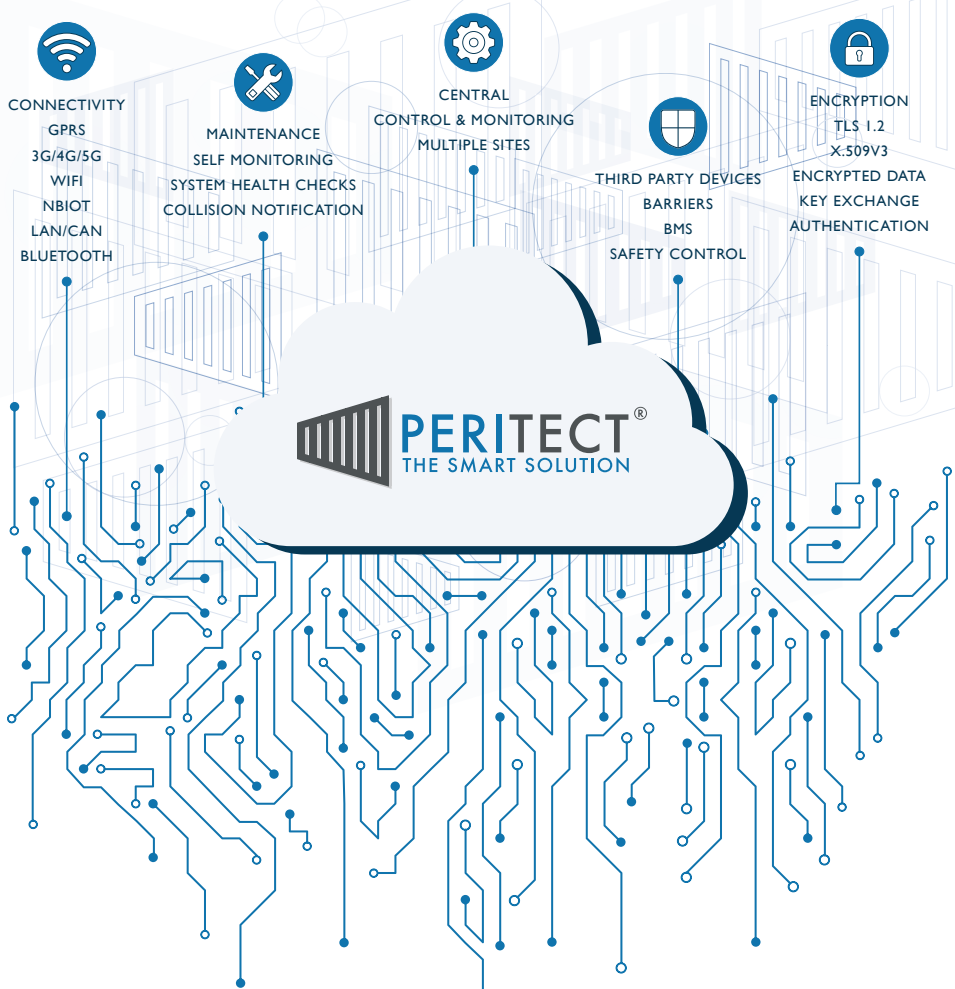 CONNECTIVITY
GPRS
3G/4G/5G
WIFI
NBIOT
LAN/CAN
BLUETOOTH
MAINTENANCE
SELF MONITORING
SYSTEM HEALTH CHECKS
COLLISION NOTIFICATION
CENTRAL
CONTROL & MONITORING
MULTIPLE SITES
THIRD PARTY DEVICES
BARRIERS
BMS
SAFETY CONTROL
ENCRYPTION
TLS 1.2
X.509V3
ENCRYPTED DATA
KEY EXCHANGE
AUTHENTICATION
PERITECT®
THE SMART SOLUTION